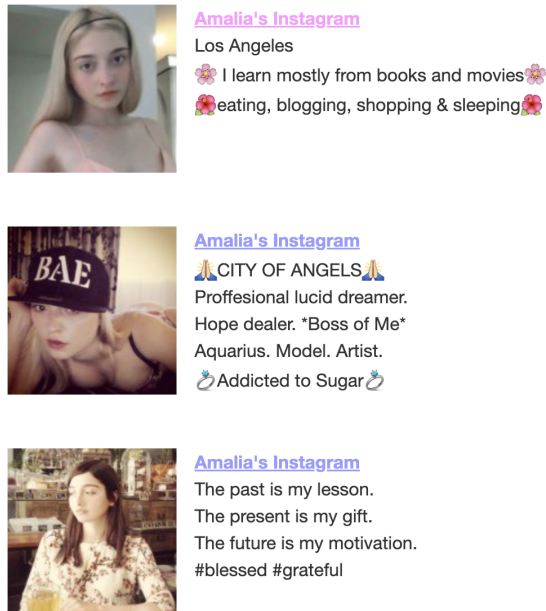 Amalia's Instagram
Los Angeles
🌸 I learn mostly from books and movies🌸
🌺eating, blogging, shopping & sleeping🌺
Amalia's Instagram
🙏CITY OF ANGELS🙏
Proffesional lucid dreamer.
Hope dealer. *Boss of Me*
Aquarius. Model. Artist.
💍Addicted to Sugar💍
BAE
Amalia's Instagram
The past is my lesson.
The present is my gift.
The future is my motivation.
#blessed #grateful